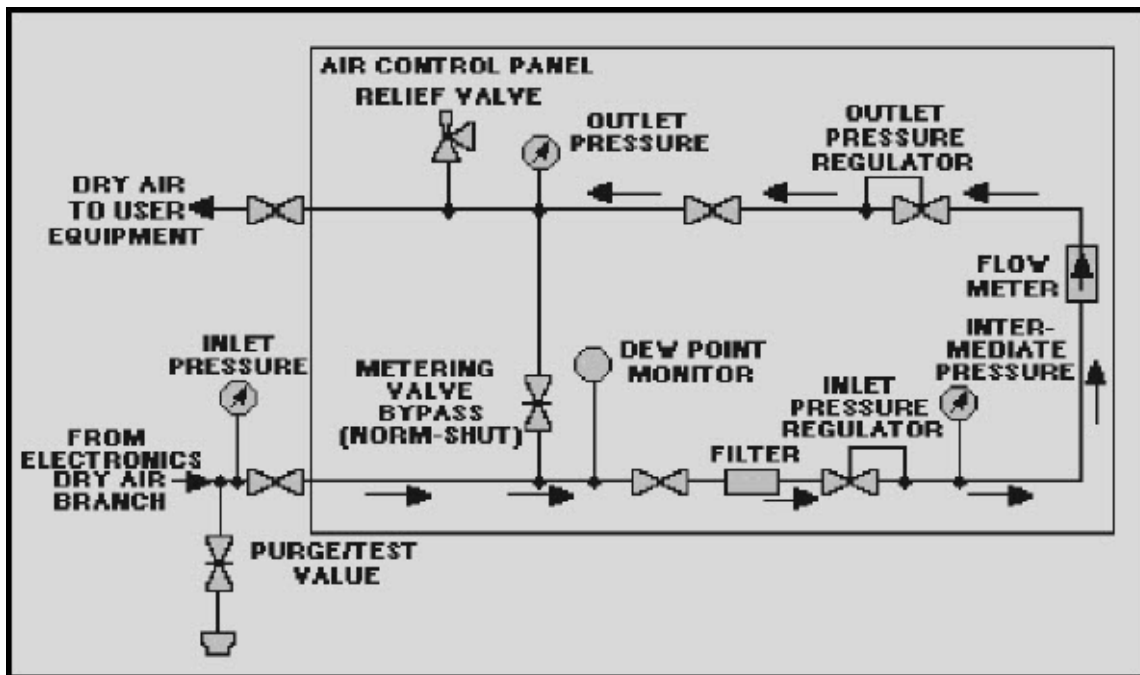 AIR CONTROL PANEL
RELIEF VALVE
OUTLET
PRESSURE
OUTLET
PRESSURE
REGULATOR
DRY AIR
TO USER
EQUIPMENT
FLOW
METER
INLET
PRESSURE
METERING
VALVE
BYPASS
(NORM-SHUT)
DEW POINT
MONITOR
INTER-
MEDIATE
PRESSURE
INLET
PRESSURE
REGULATOR
FROM
ELECTRONICS
DRY AIR
BRANCH
FILTER
PURGE/TEST
VALUE